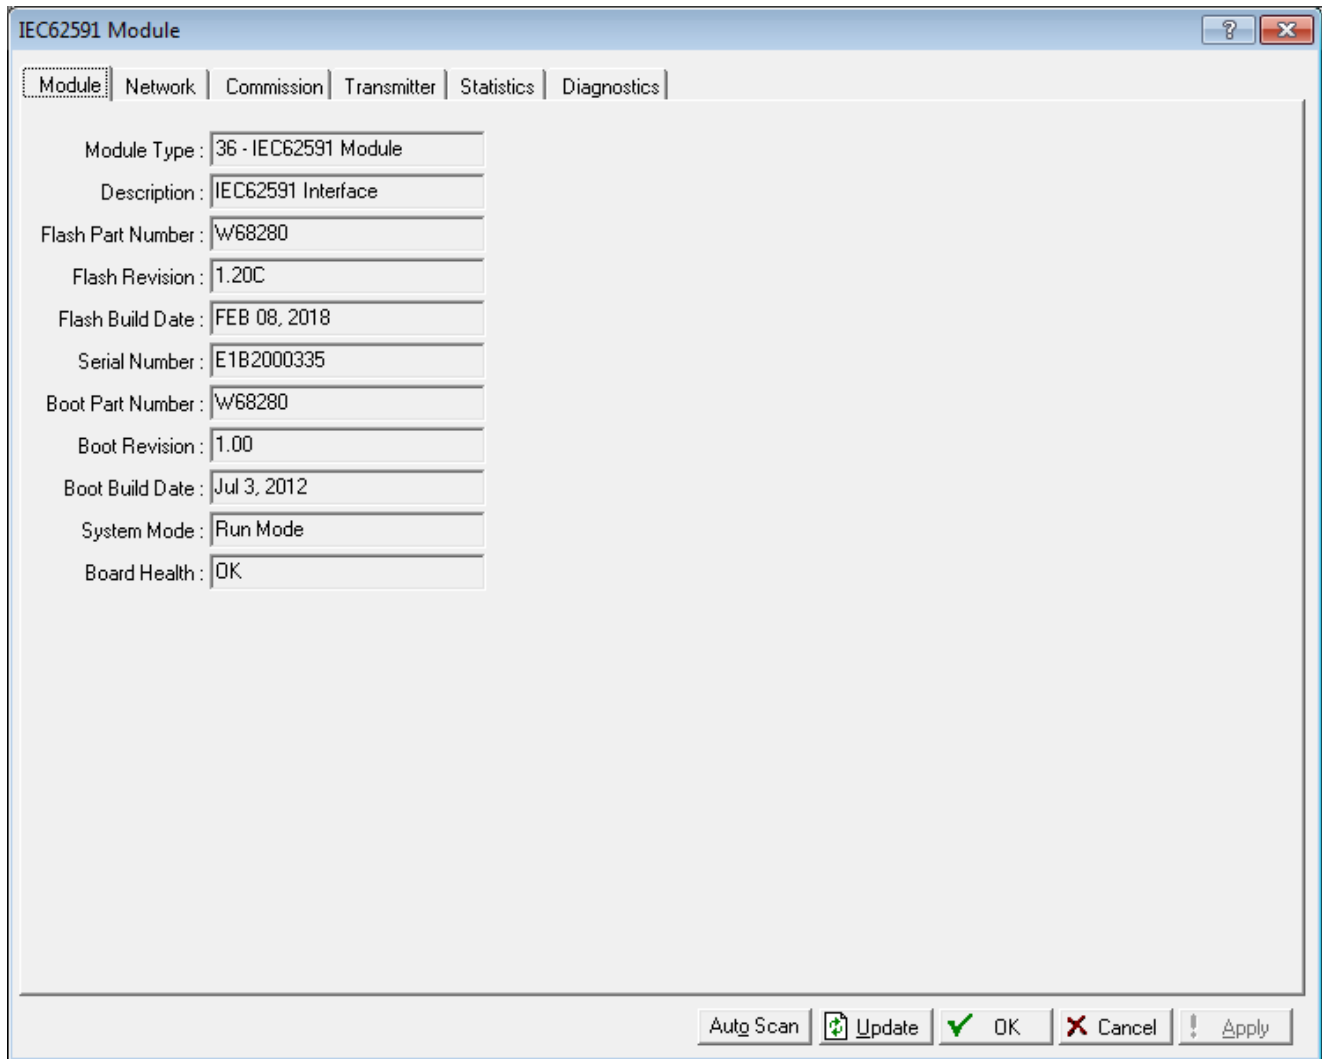 IEC62591 Module
Module Network Commission Transmitter Statistics Diagnostics
Module Type : 36 - IEC62591 Module
Description : IEC62591 Interface
Flash Part Number : W68280
Flash Revision : 1.20C
Flash Build Date : FEB 08, 2018
Serial Number : E1B2000335
Boot Part Number : W68280
Boot Revision : 1.00
Boot Build Date : Jul 3, 2012
System Mode : Run Mode
Board Health : OK
Auto Scan Update OK Cancel Apply